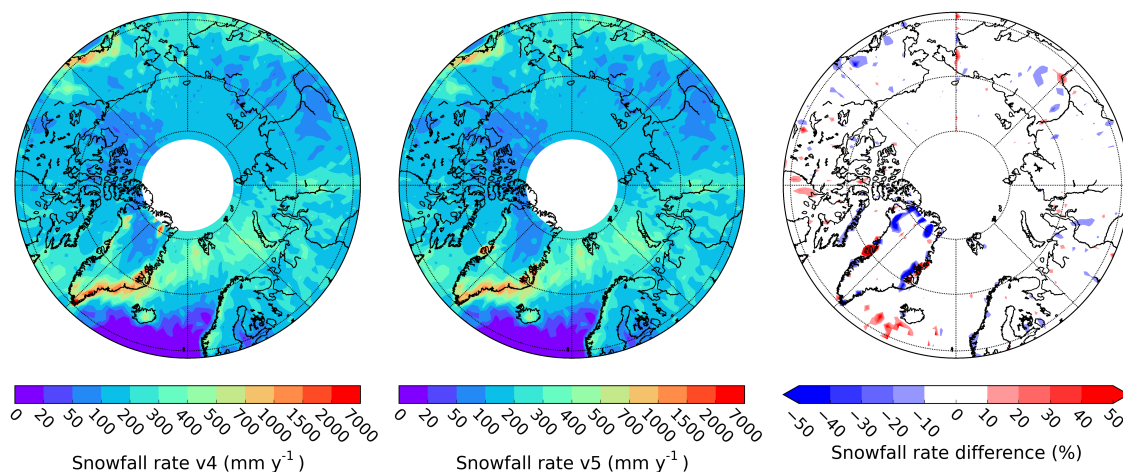 0 20 50 100 200 300 400 500 700 1000 1500 2000 7000
Snowfall rate v4 (mm y⁻¹)
0 20 50 100 200 300 400 500 700 1000 1500 2000 7000
Snowfall rate v5 (mm y⁻¹)
−50 −40 −30 −20 −10 0 10 20 30 40 50
Snowfall rate difference (%)